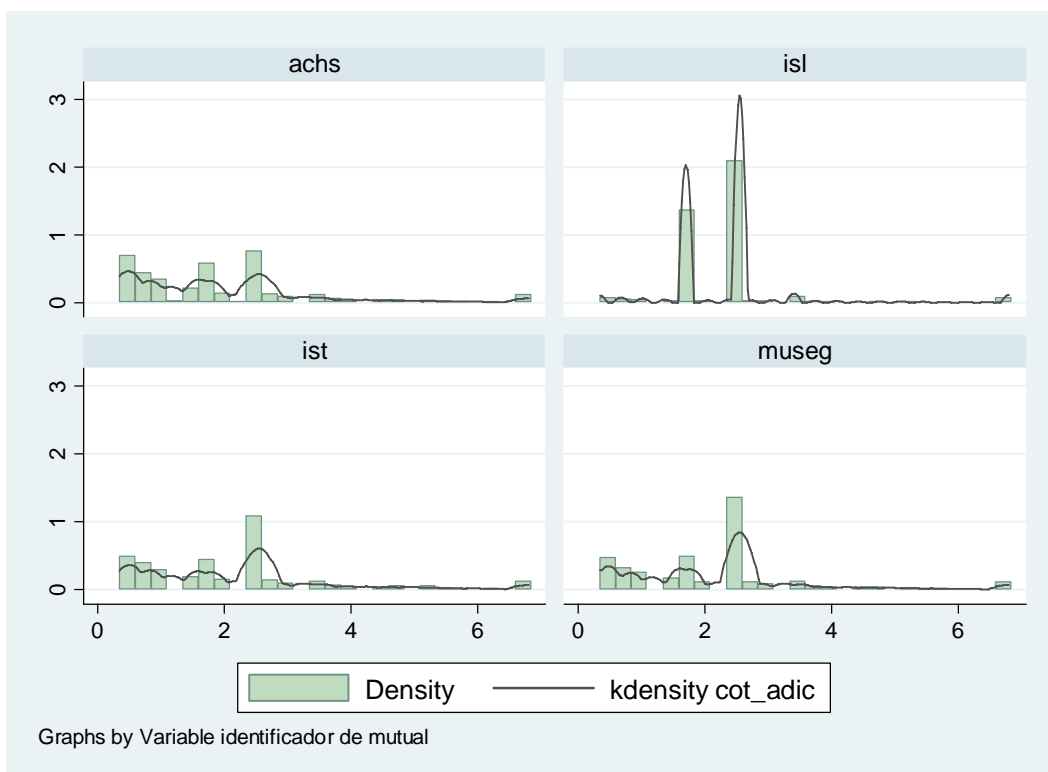 achs
isl
3
2
1
0
ist
museg
3
2
1
0
0 2 4 6 0 2 4 6
Density kdensity cot_adic
Graphs by Variable identificador de mutual